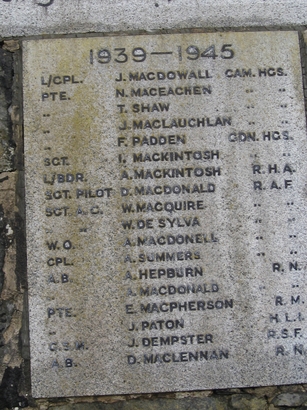 1939—1945
L/CPL. J. MACDOWALL CAM. HGS.
PTE. N. MACEACHEN " "
" T. SHAW " "
" J. MACLAUCHLAN " "
" F. PADDEN GDN. HGS.
SGT. I. MACKINTOSH " "
L/BDR. A. MACKINTOSH R.H.A.
SGT. PILOT D. MACDONALD R.A.F.
SGT. A.G. W. MACQUIRE " "
" W. DE SYLVA " "
W.O. A. MACDONELL " "
CPL. A. SUMMERS " "
A.B. A. HEPBURN R.N.
" A. MACDONALD "
PTE. E. MACPHERSON R.M.
" J. PATON H.L.I.
C.S.M. J. DEMPSTER R.S.F.
A.B. D. MACLENNAN R.N.